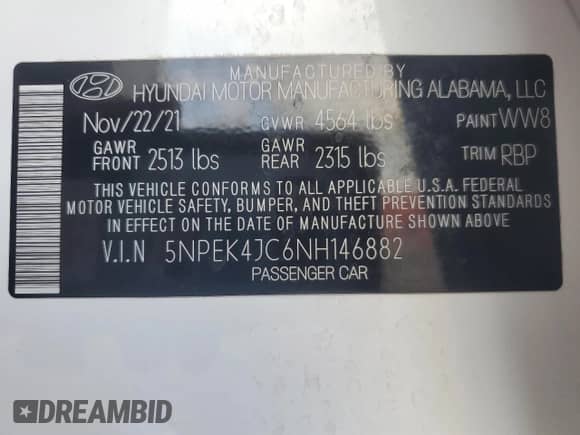 MANUFACTURED BY
HYUNDAI MOTOR MANUFACTURING ALABAMA, LLC
Nov/22/21 GVWR 4564 lbs PAINT WW8
GAWR FRONT 2513 lbs GAWR REAR 2315 lbs TRIM RBP
THIS VEHICLE CONFORMS TO ALL APPLICABLE U.S.A. FEDERAL
MOTOR VEHICLE SAFETY, BUMPER, AND THEFT PREVENTION STANDARDS
IN EFFECT ON THE DATE OF MANUFACTURE SHOWN ABOVE.
V.I.N 5NPEK4JC6NH146882
PASSENGER CAR
DREAMBID